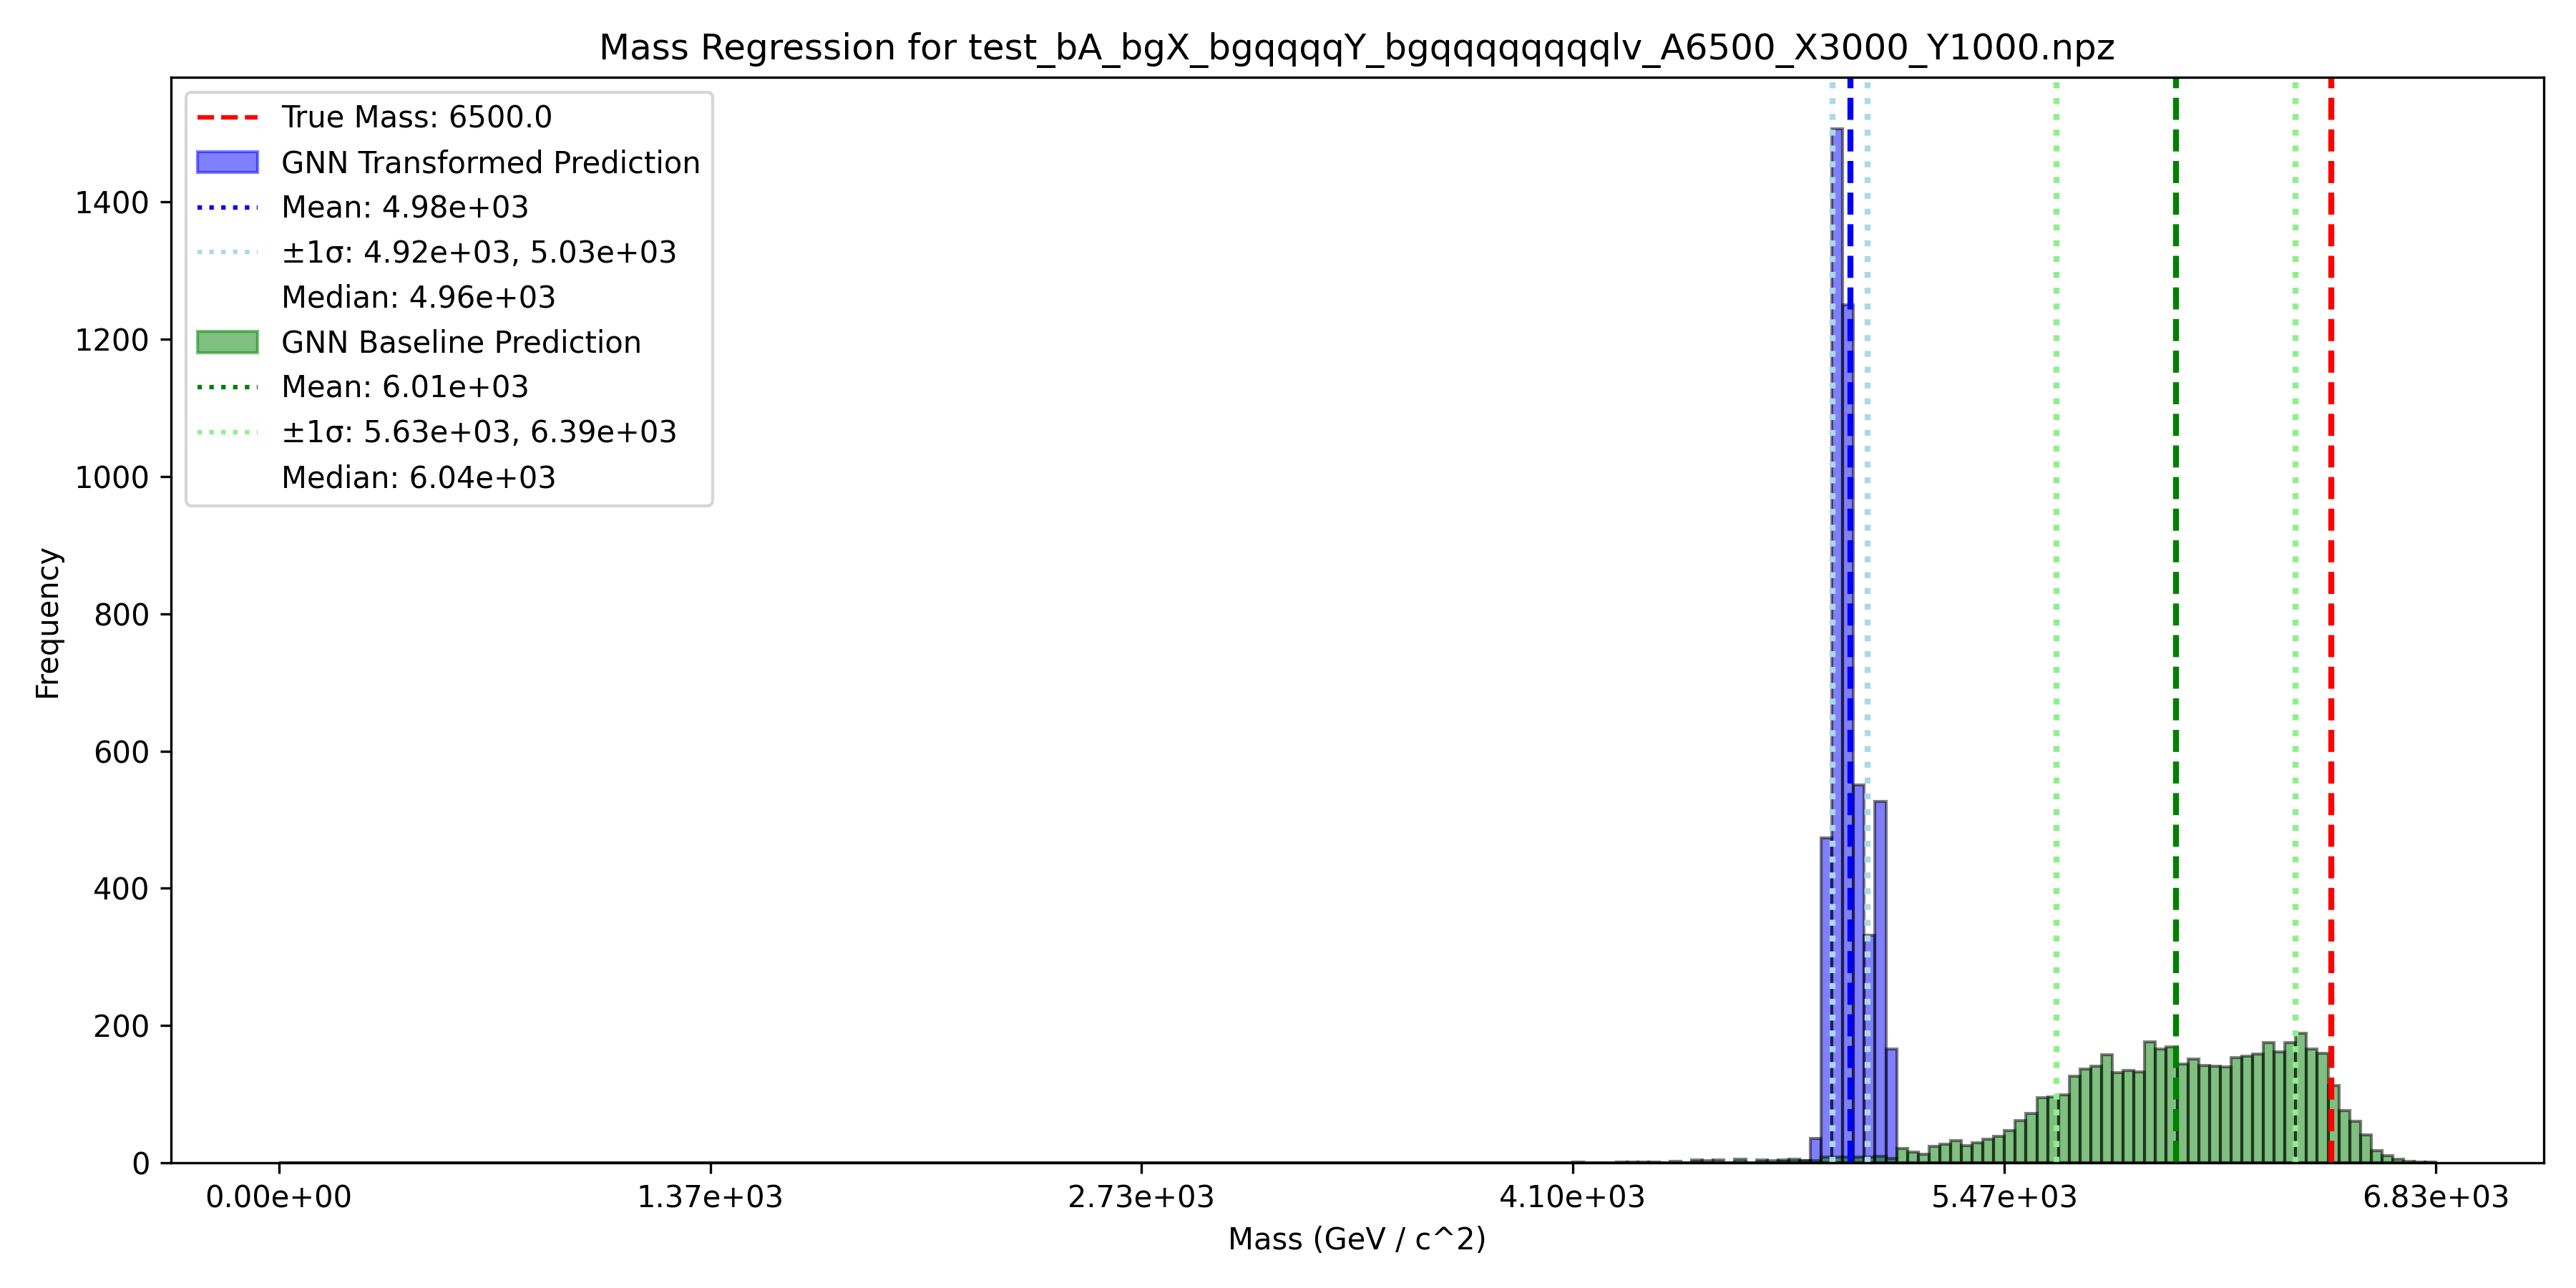 Mass Regression for test_bA_bgX_bgqqqqY_bgqqqqqqqqlv_A6500_X3000_Y1000.npz
True Mass: 6500.0
GNN Transformed Prediction
Mean: 4.98e+03
±1σ: 4.92e+03, 5.03e+03
Median: 4.96e+03
GNN Baseline Prediction
Mean: 6.01e+03
±1σ: 5.63e+03, 6.39e+03
Median: 6.04e+03
Frequency
1400
1200
1000
800
600
400
200
0
0.00e+00
1.37e+03
2.73e+03
4.10e+03
5.47e+03
6.83e+03
Mass (GeV / c^2)